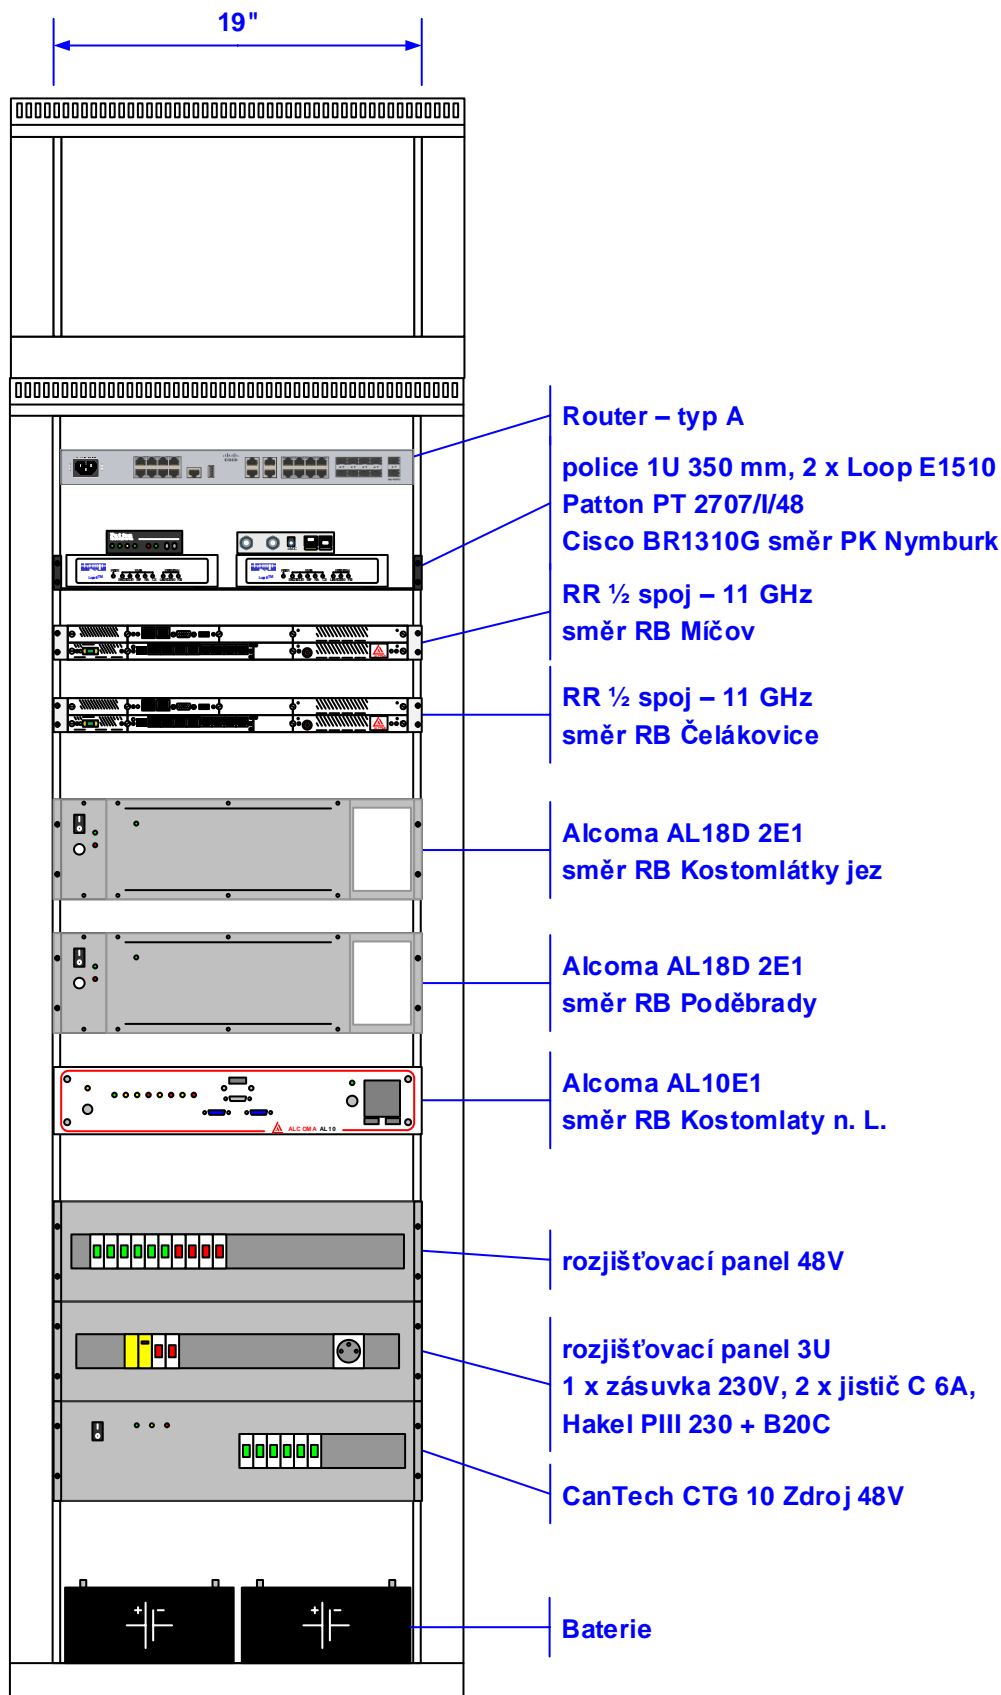 19"
Router – typ A
police 1U 350 mm, 2 x Loop E1510
Patton PT 2707/I/48
Cisco BR1310G směr PK Nymburk
RR ½ spoj – 11 GHz
směr RB Míčov
RR ½ spoj – 11 GHz
směr RB Čelákovice
Alcoma AL18D 2E1
směr RB Kostomlátky jez
Alcoma AL18D 2E1
směr RB Poděbrady
Alcoma AL10E1
směr RB Kostomlaty n. L.
ALCOMA AL10
rozjišťovací panel 48V
rozjišťovací panel 3U
1 x zásuvka 230V, 2 x jistič C 6A,
Hakel PIII 230 + B20C
CanTech CTG 10 Zdroj 48V
+ –
+ –
Baterie